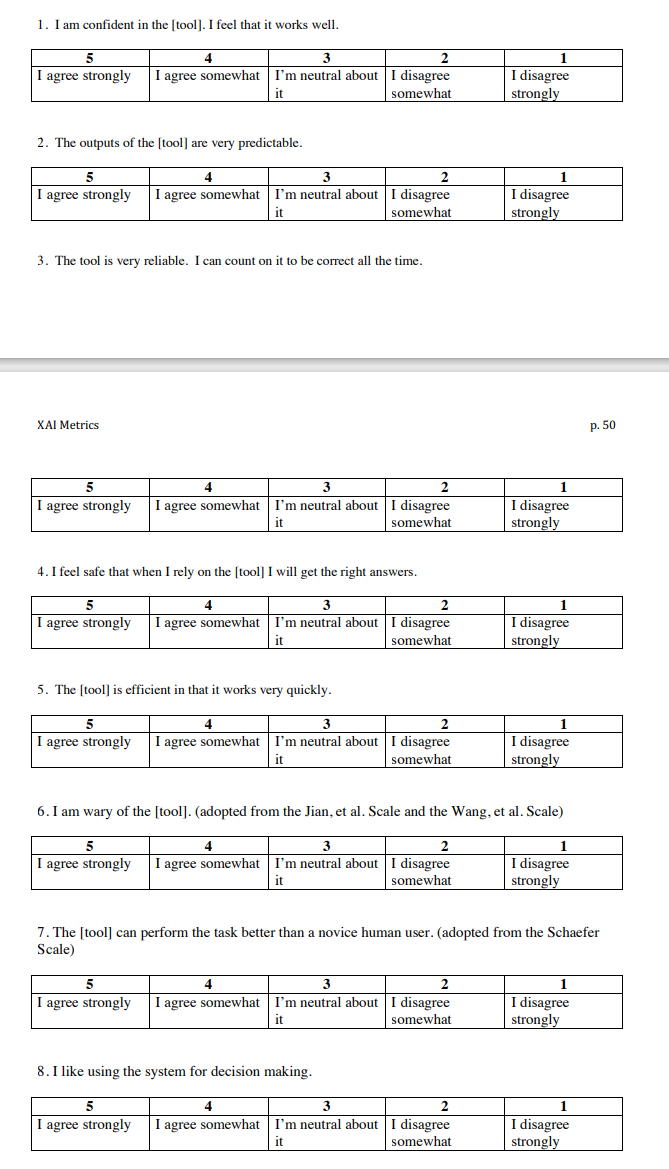 1. I am confident in the [tool]. I feel that it works well.
5 4 3 2 1
I agree strongly I agree somewhat I'm neutral about I disagree I disagree
it somewhat strongly
2. The outputs of the [tool] are very predictable.
5 4 3 2 1
I agree strongly I agree somewhat I'm neutral about I disagree I disagree
it somewhat strongly
3. The tool is very reliable. I can count on it to be correct all the time.
XAI Metrics p. 50
5 4 3 2 1
I agree strongly I agree somewhat I'm neutral about I disagree I disagree
it somewhat strongly
4. I feel safe that when I rely on the [tool] I will get the right answers.
5 4 3 2 1
I agree strongly I agree somewhat I'm neutral about I disagree I disagree
it somewhat strongly
5. The [tool] is efficient in that it works very quickly.
5 4 3 2 1
I agree strongly I agree somewhat I'm neutral about I disagree I disagree
it somewhat strongly
6. I am wary of the [tool]. (adopted from the Jian, et al. Scale and the Wang, et al. Scale)
5 4 3 2 1
I agree strongly I agree somewhat I'm neutral about I disagree I disagree
it somewhat strongly
7. The [tool] can perform the task better than a novice human user. (adopted from the Schaefer
Scale)
5 4 3 2 1
I agree strongly I agree somewhat I'm neutral about I disagree I disagree
it somewhat strongly
8. I like using the system for decision making.
5 4 3 2 1
I agree strongly I agree somewhat I'm neutral about I disagree I disagree
it somewhat strongly